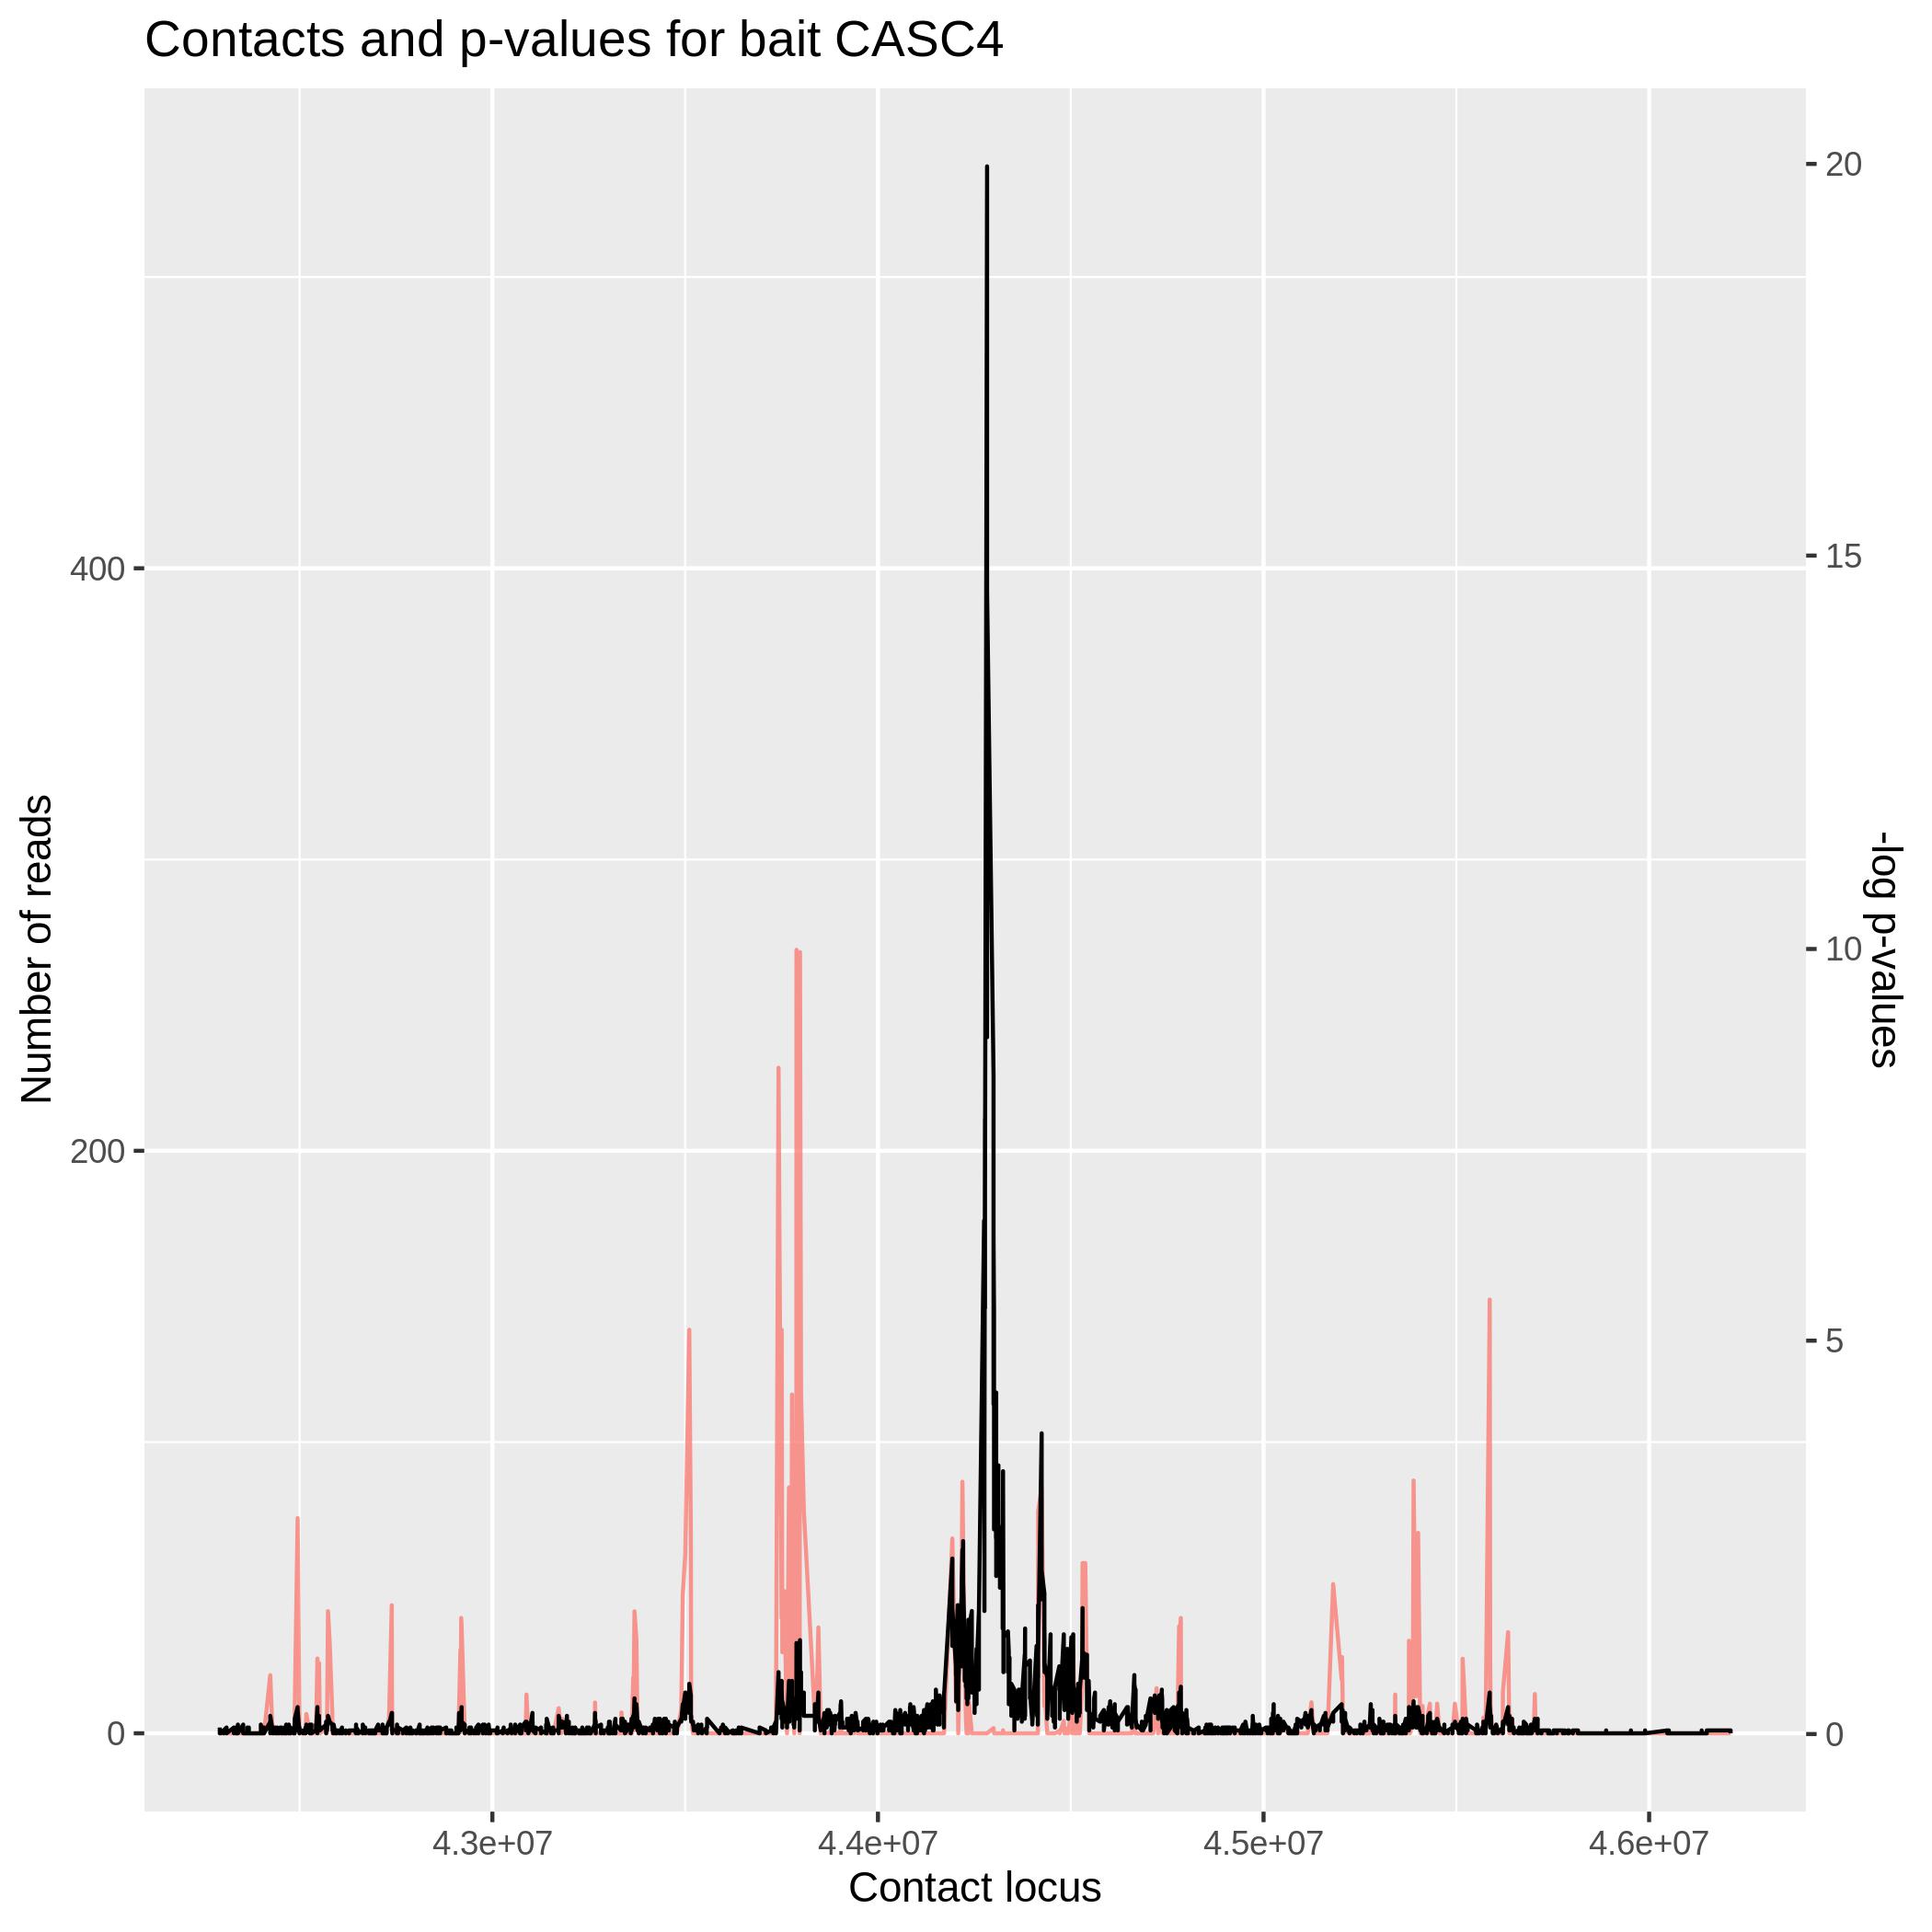 Contacts and p-values for bait CASC4
Number of reads
400
200
0
20
15
10
5
0
-log p-values
4.3e+07
4.4e+07
4.5e+07
4.6e+07
Contact locus